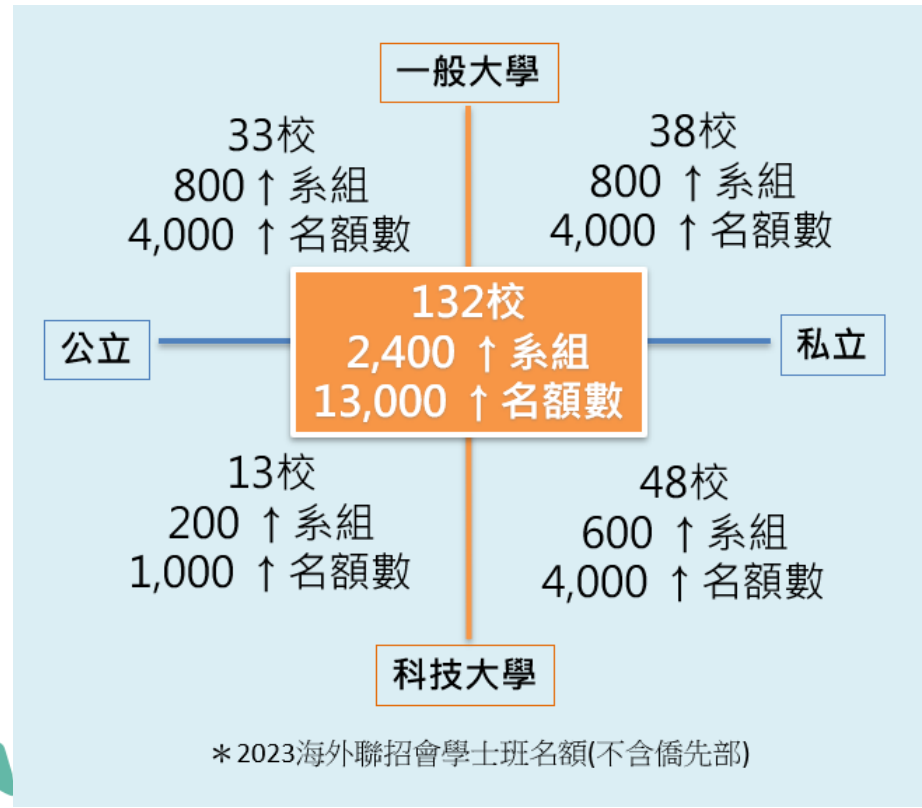 一般大學
33校
800 ↑ 系組
4,000 ↑ 名額數
38校
800 ↑ 系組
4,000 ↑ 名額數
公立
132校
2,400 ↑ 系組
13,000 ↑ 名額數
私立
13校
200 ↑ 系組
1,000 ↑ 名額數
48校
600 ↑ 系組
4,000 ↑ 名額數
科技大學
＊2023海外聯招會學士班名額(不含僑先部)